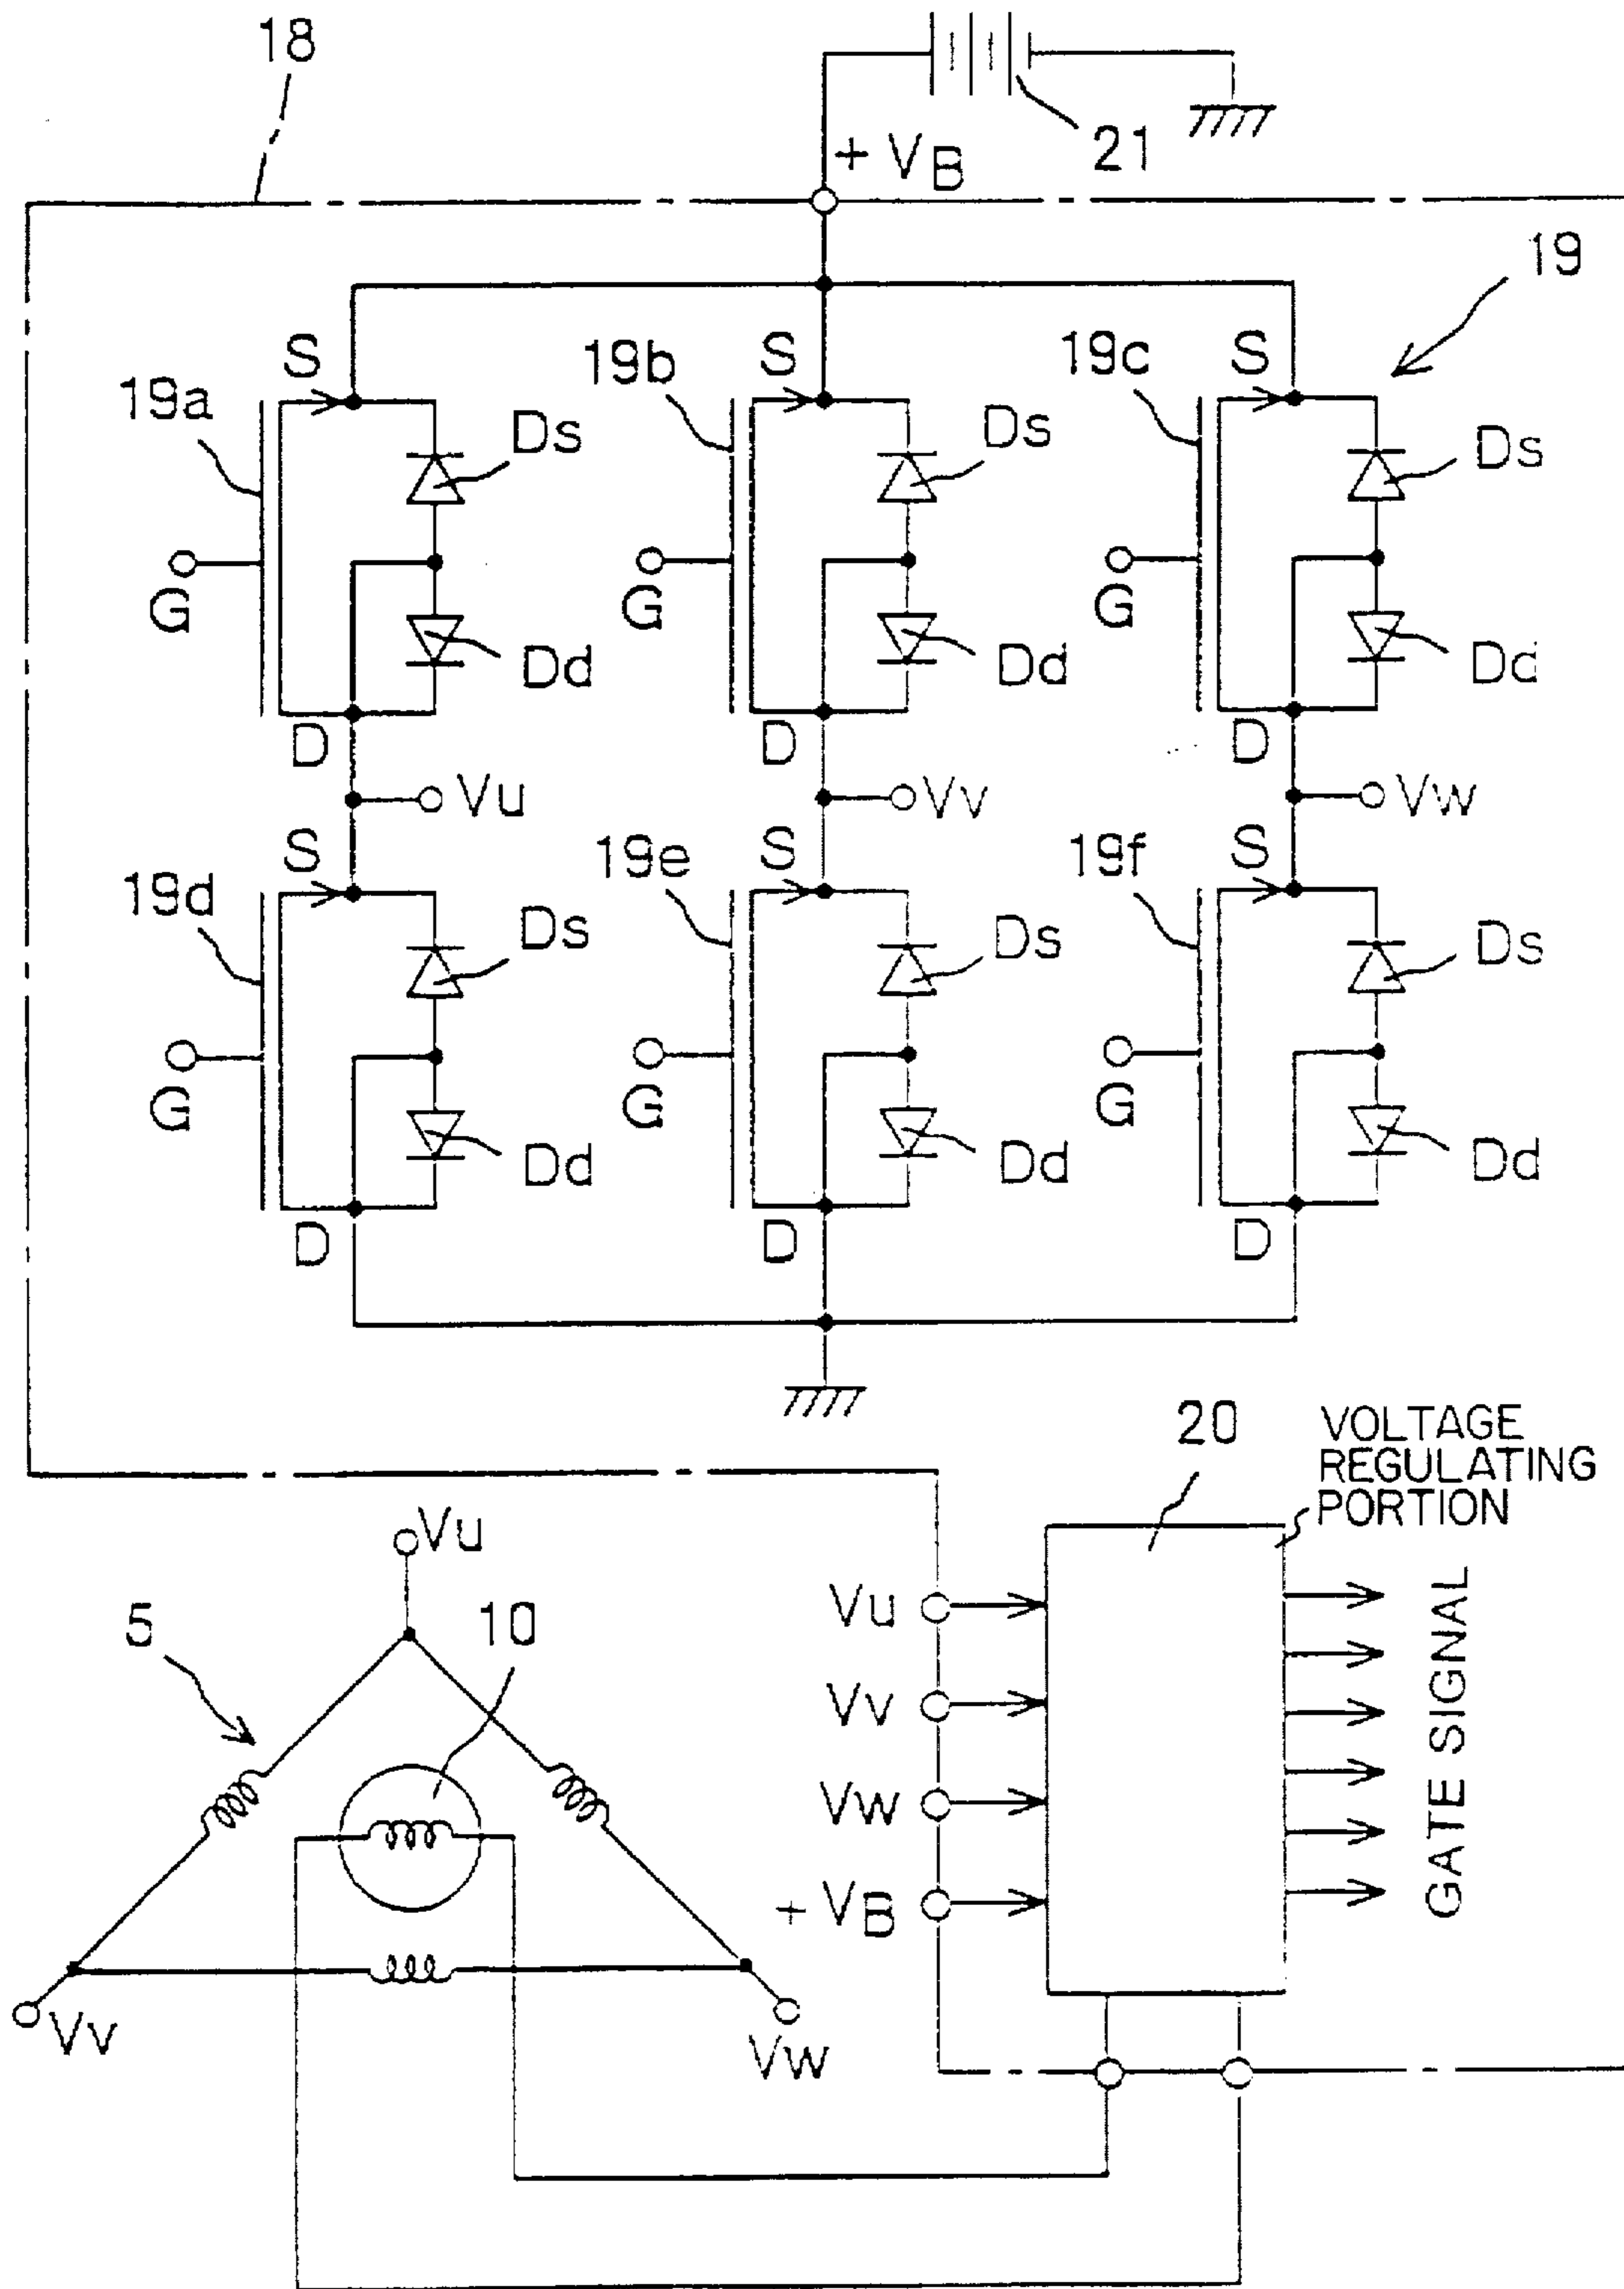 18
21
+ VB
19
19a
S
Ds
G
Dd
D
Vu
19b
S
Ds
G
Dd
D
Vv
19c
S
Ds
G
Dd
D
Vw
19d
S
Ds
G
Dd
D
19e
S
Ds
G
Dd
D
19f
S
Ds
G
Dd
D
20
VOLTAGE
REGULATING
PORTION
Vu
Vv
Vw
+ VB
GATE SIGNAL
5
10
Vu
Vv
Vw